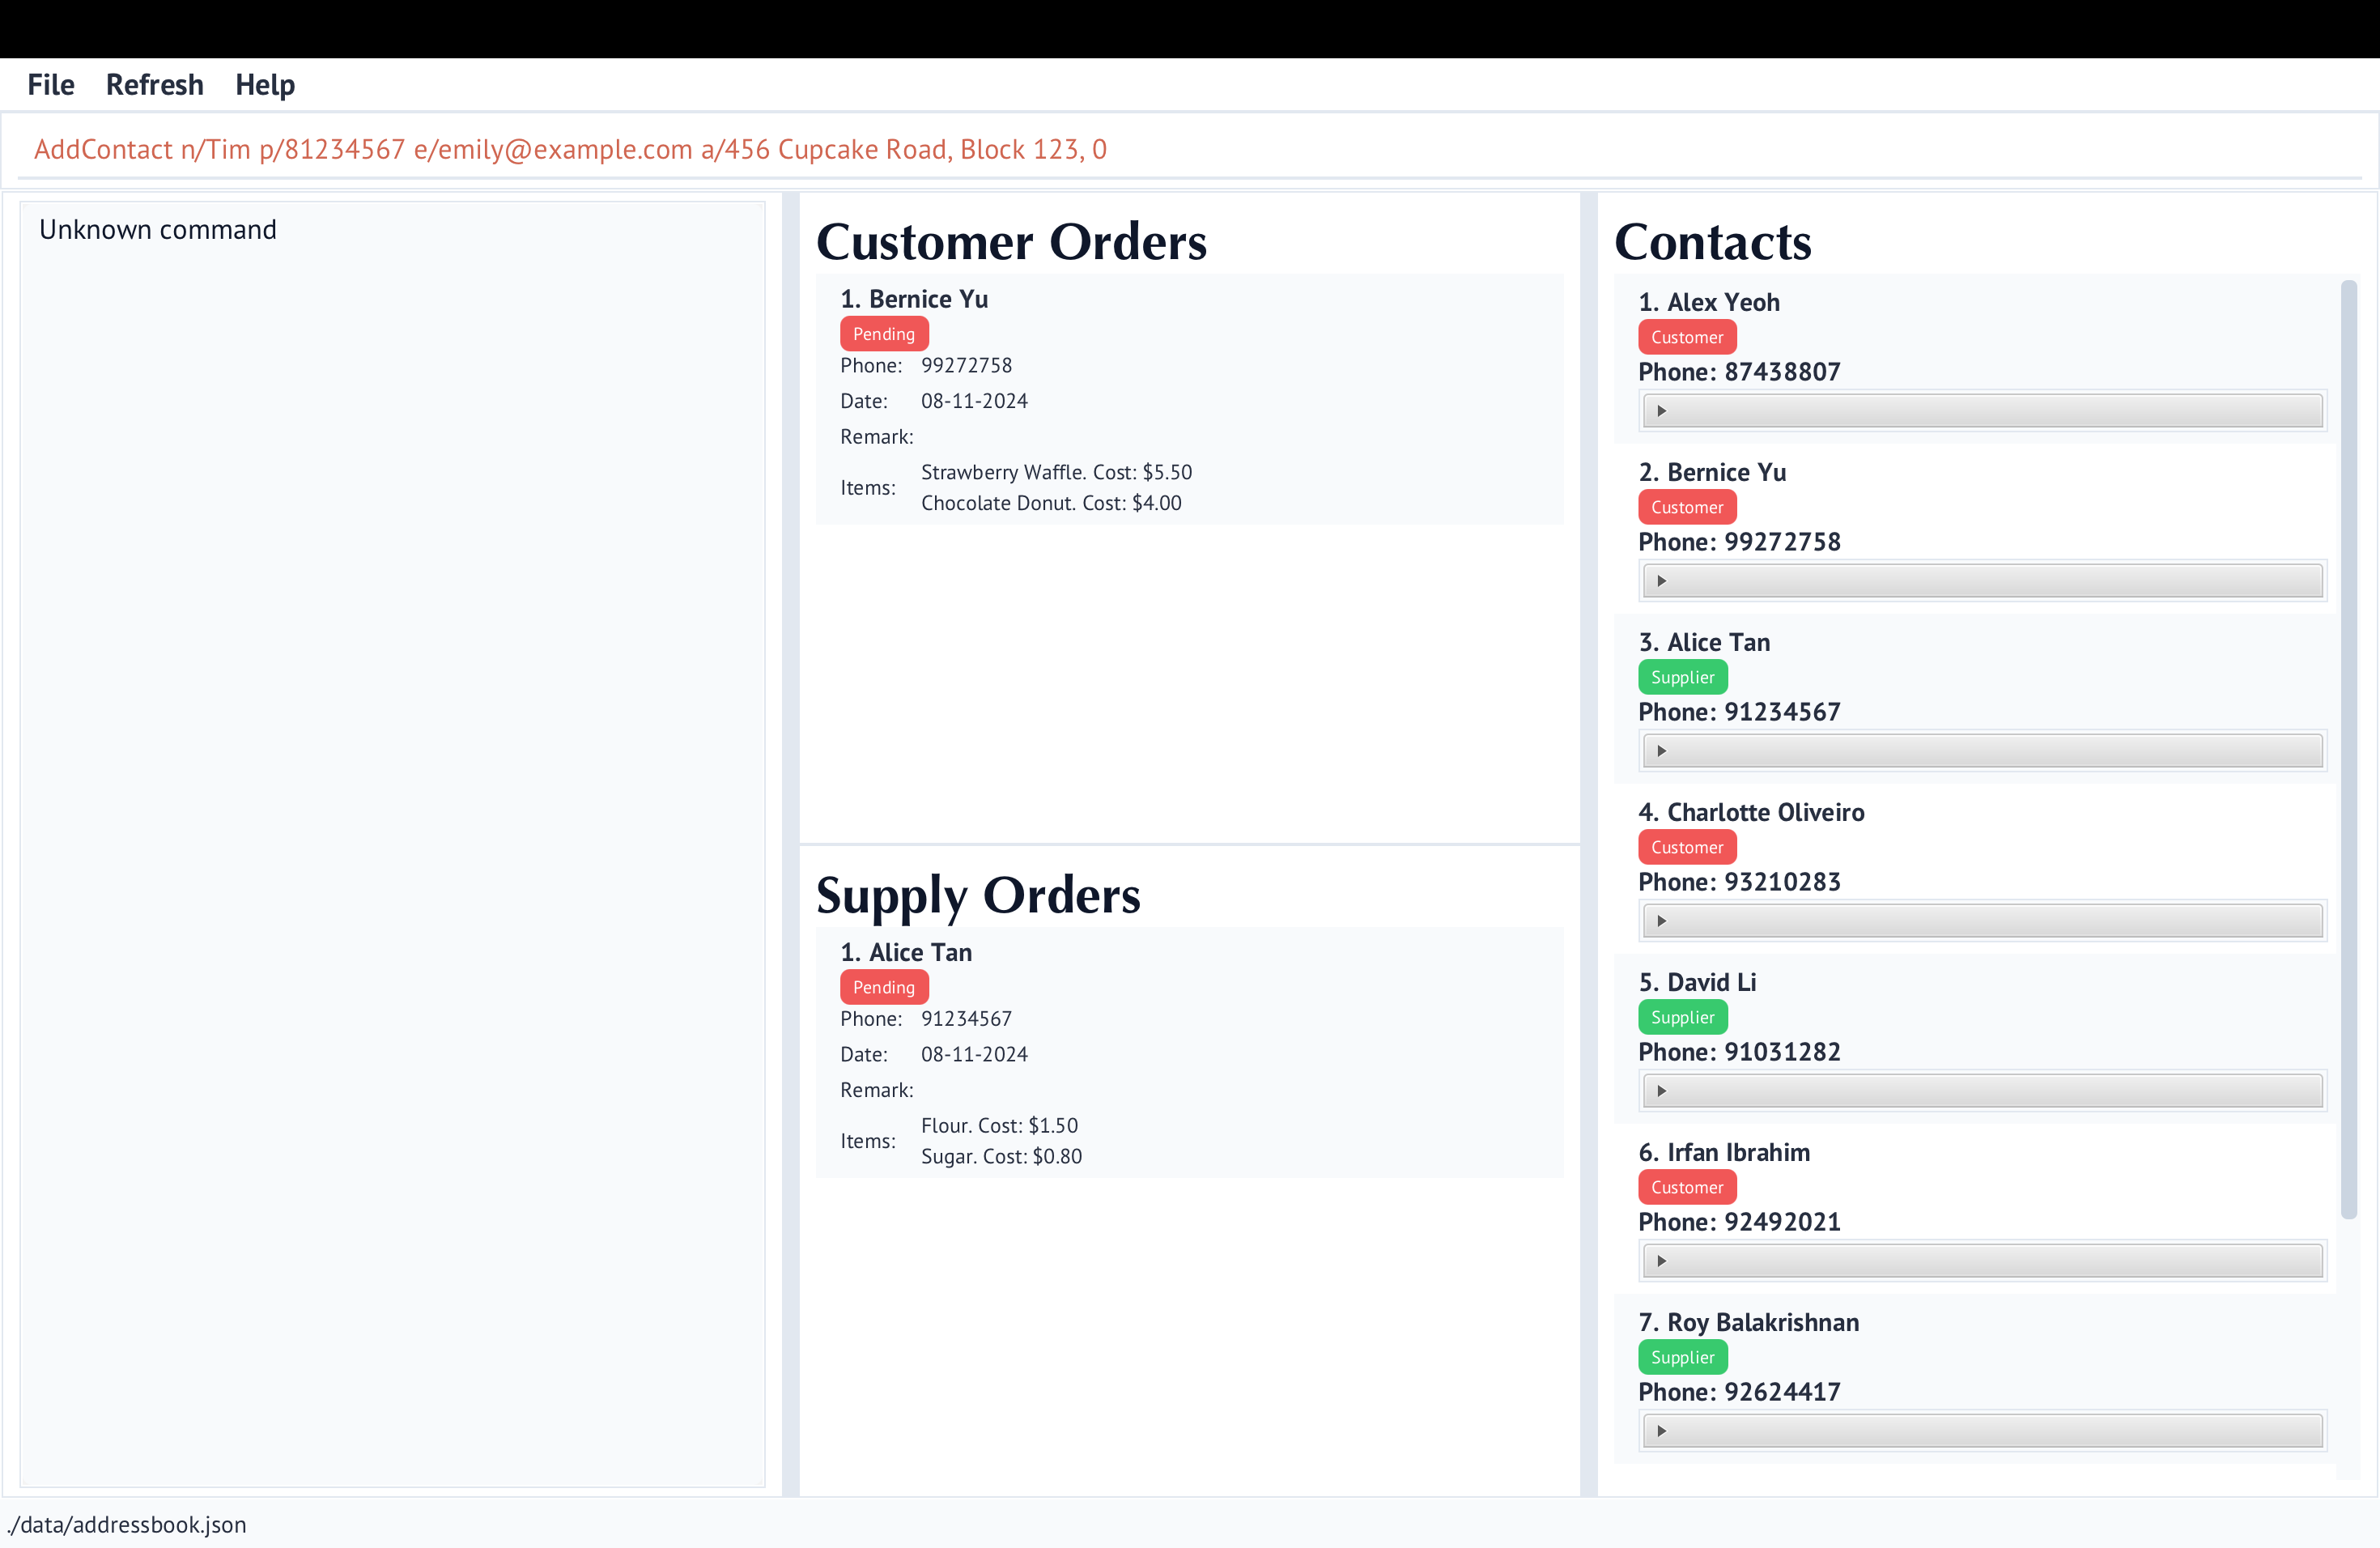 File Refresh Help
AddContact n/Tim p/81234567 e/emily@example.com a/456 Cupcake Road, Block 123, 0
Unknown command
Customer Orders
1. Bernice Yu
Pending
Phone: 99272758
Date: 08-11-2024
Remark:
Items: Strawberry Waffle. Cost: $5.50
Chocolate Donut. Cost: $4.00
Supply Orders
1. Alice Tan
Pending
Phone: 91234567
Date: 08-11-2024
Remark:
Items: Flour. Cost: $1.50
Sugar. Cost: $0.80
Contacts
1. Alex Yeoh
Customer
Phone: 87438807
2. Bernice Yu
Customer
Phone: 99272758
3. Alice Tan
Supplier
Phone: 91234567
4. Charlotte Oliveiro
Customer
Phone: 93210283
5. David Li
Supplier
Phone: 91031282
6. Irfan Ibrahim
Customer
Phone: 92492021
7. Roy Balakrishnan
Supplier
Phone: 92624417
./data/addressbook.json